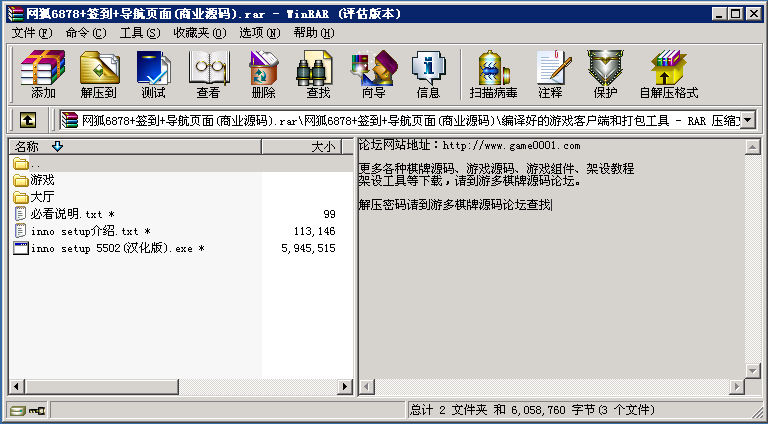 网狐6878+签到+导航页面(商业源码).rar - WinRAR (评估版本)
文件(F) 命令(C) 工具(S) 收藏夹(O) 选项(N) 帮助(H)
添加 解压到 测试 查看 删除 查找 向导 信息 扫描病毒 注释 保护 自解压格式
网狐6878+签到+导航页面(商业源码).rar\网狐6878+签到+导航页面(商业源码)\编译好的游戏客户端和打包工具 - RAR 压缩文
名称 大小
..
游戏
大厅
必看说明.txt * 99
inno setup介绍.txt * 113,146
inno setup 5502(汉化版).exe * 5,945,515
论坛网站地址：http://www.game0001.com
更多各种棋牌源码、游戏源码、游戏组件、架设教程
架设工具等下载，请到游多棋牌源码论坛。
解压密码请到游多棋牌源码论坛查找
总计 2 文件夹 和 6,058,760 字节(3 个文件)